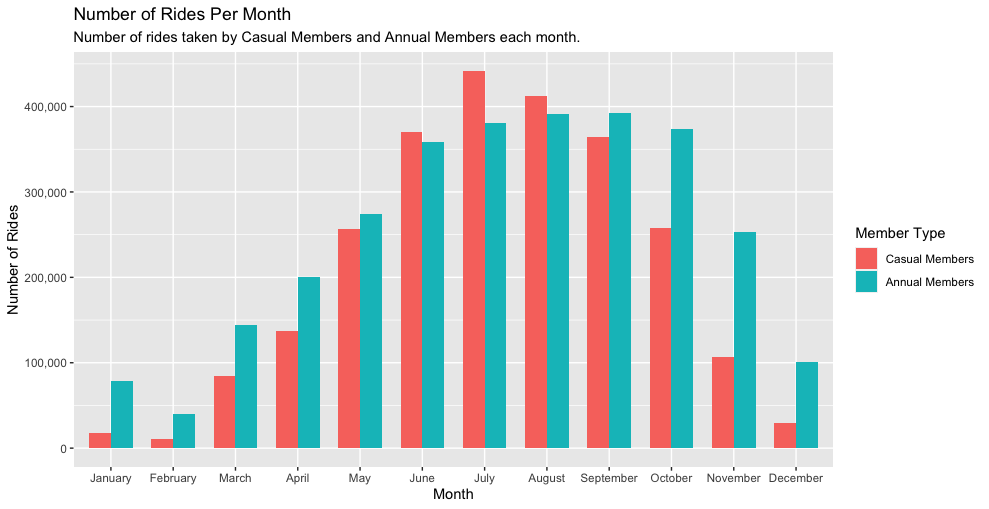 Number of Rides Per Month
Number of rides taken by Casual Members and Annual Members each month.
Number of Rides
400,000
300,000
200,000
100,000
0
January February March April May June July August September October November December
Month
Member Type
Casual Members
Annual Members